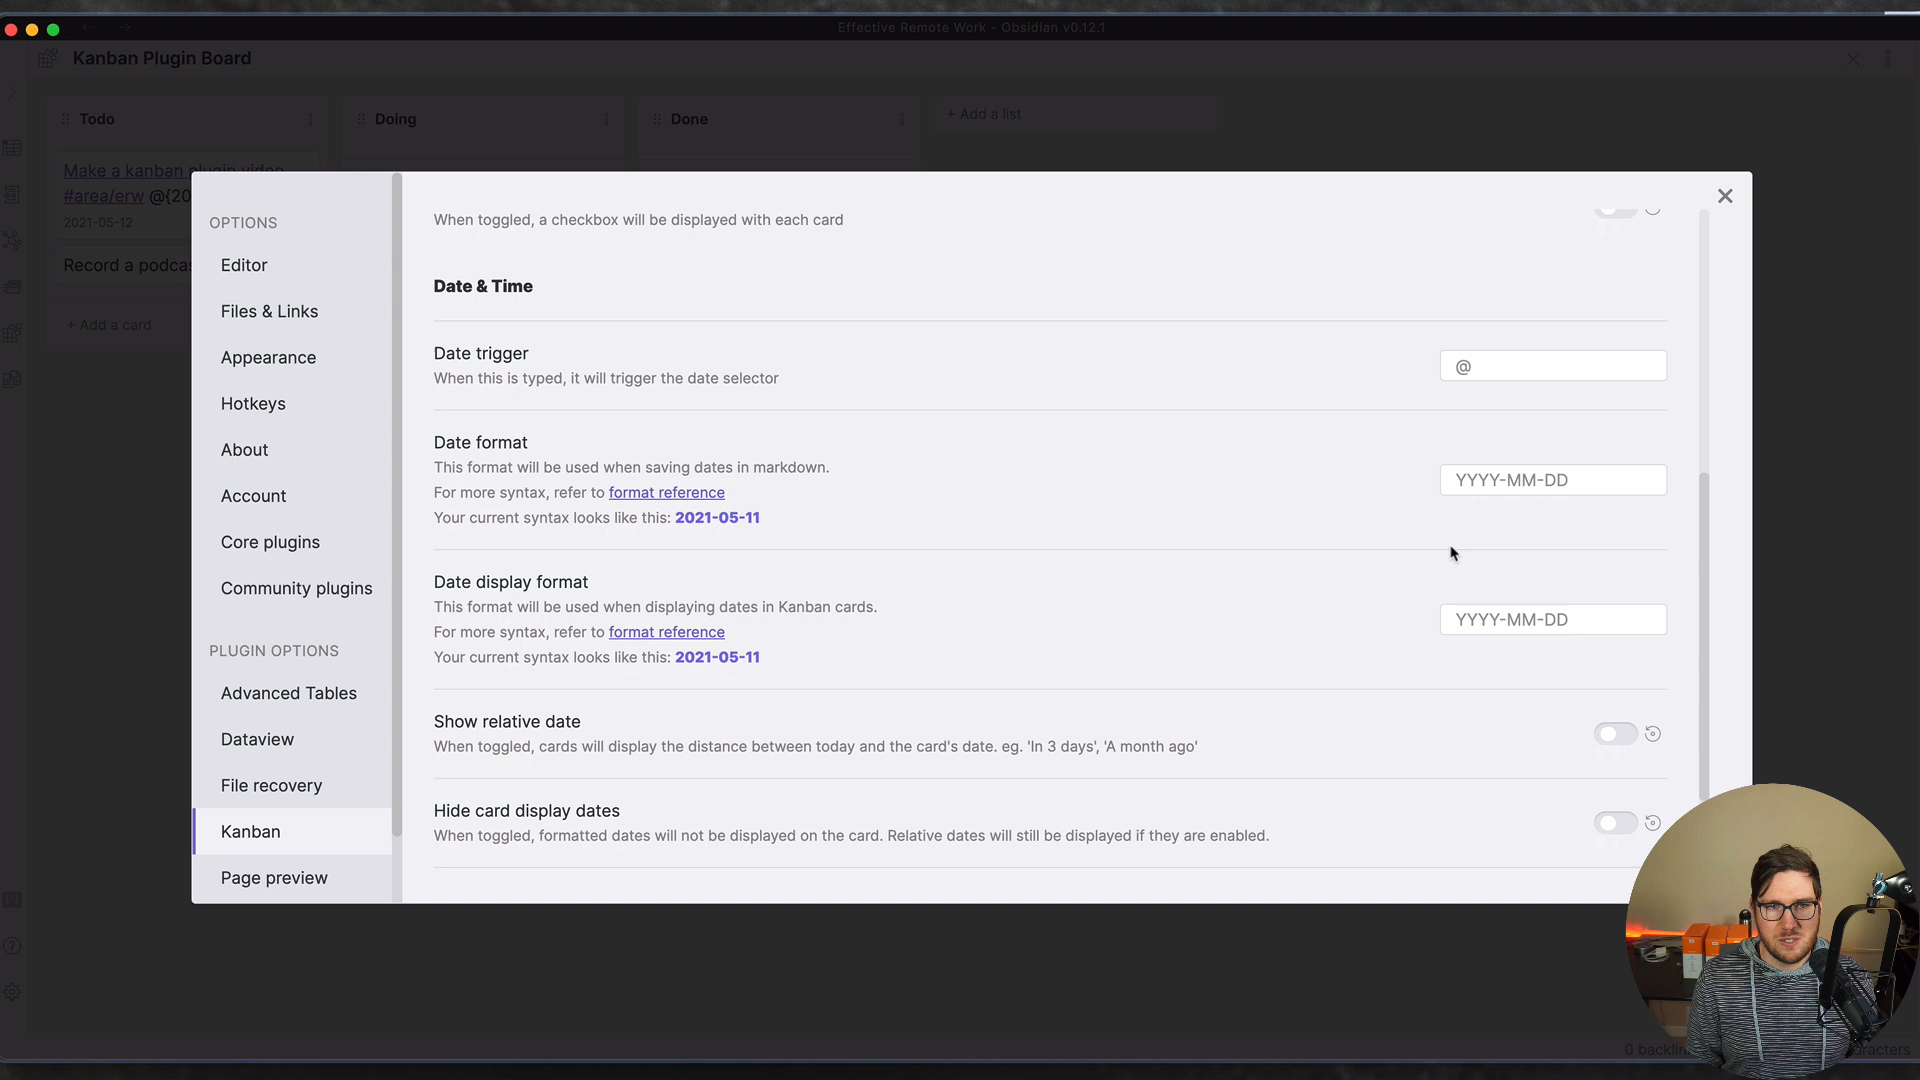 Effective Remote Work - Obsidian v0.12.1
Kanban Plugin Board
Todo
Doing
Done
+ Add a list
Make a kanban plugin video
#area/erw @{20
2021-05-12
Record a podcas
+ Add a card
OPTIONS
Editor
Files & Links
Appearance
Hotkeys
About
Account
Core plugins
Community plugins
PLUGIN OPTIONS
Advanced Tables
Dataview
File recovery
Kanban
Page preview
When toggled, a checkbox will be displayed with each card
Date & Time
Date trigger
When this is typed, it will trigger the date selector
@
Date format
This format will be used when saving dates in markdown.
For more syntax, refer to format reference
Your current syntax looks like this: 2021-05-11
YYYY-MM-DD
Date display format
This format will be used when displaying dates in Kanban cards.
For more syntax, refer to format reference
Your current syntax looks like this: 2021-05-11
YYYY-MM-DD
Show relative date
When toggled, cards will display the distance between today and the card's date. eg. 'In 3 days', 'A month ago'
Hide card display dates
When toggled, formatted dates will not be displayed on the card. Relative dates will still be displayed if they are enabled.
0 backlin